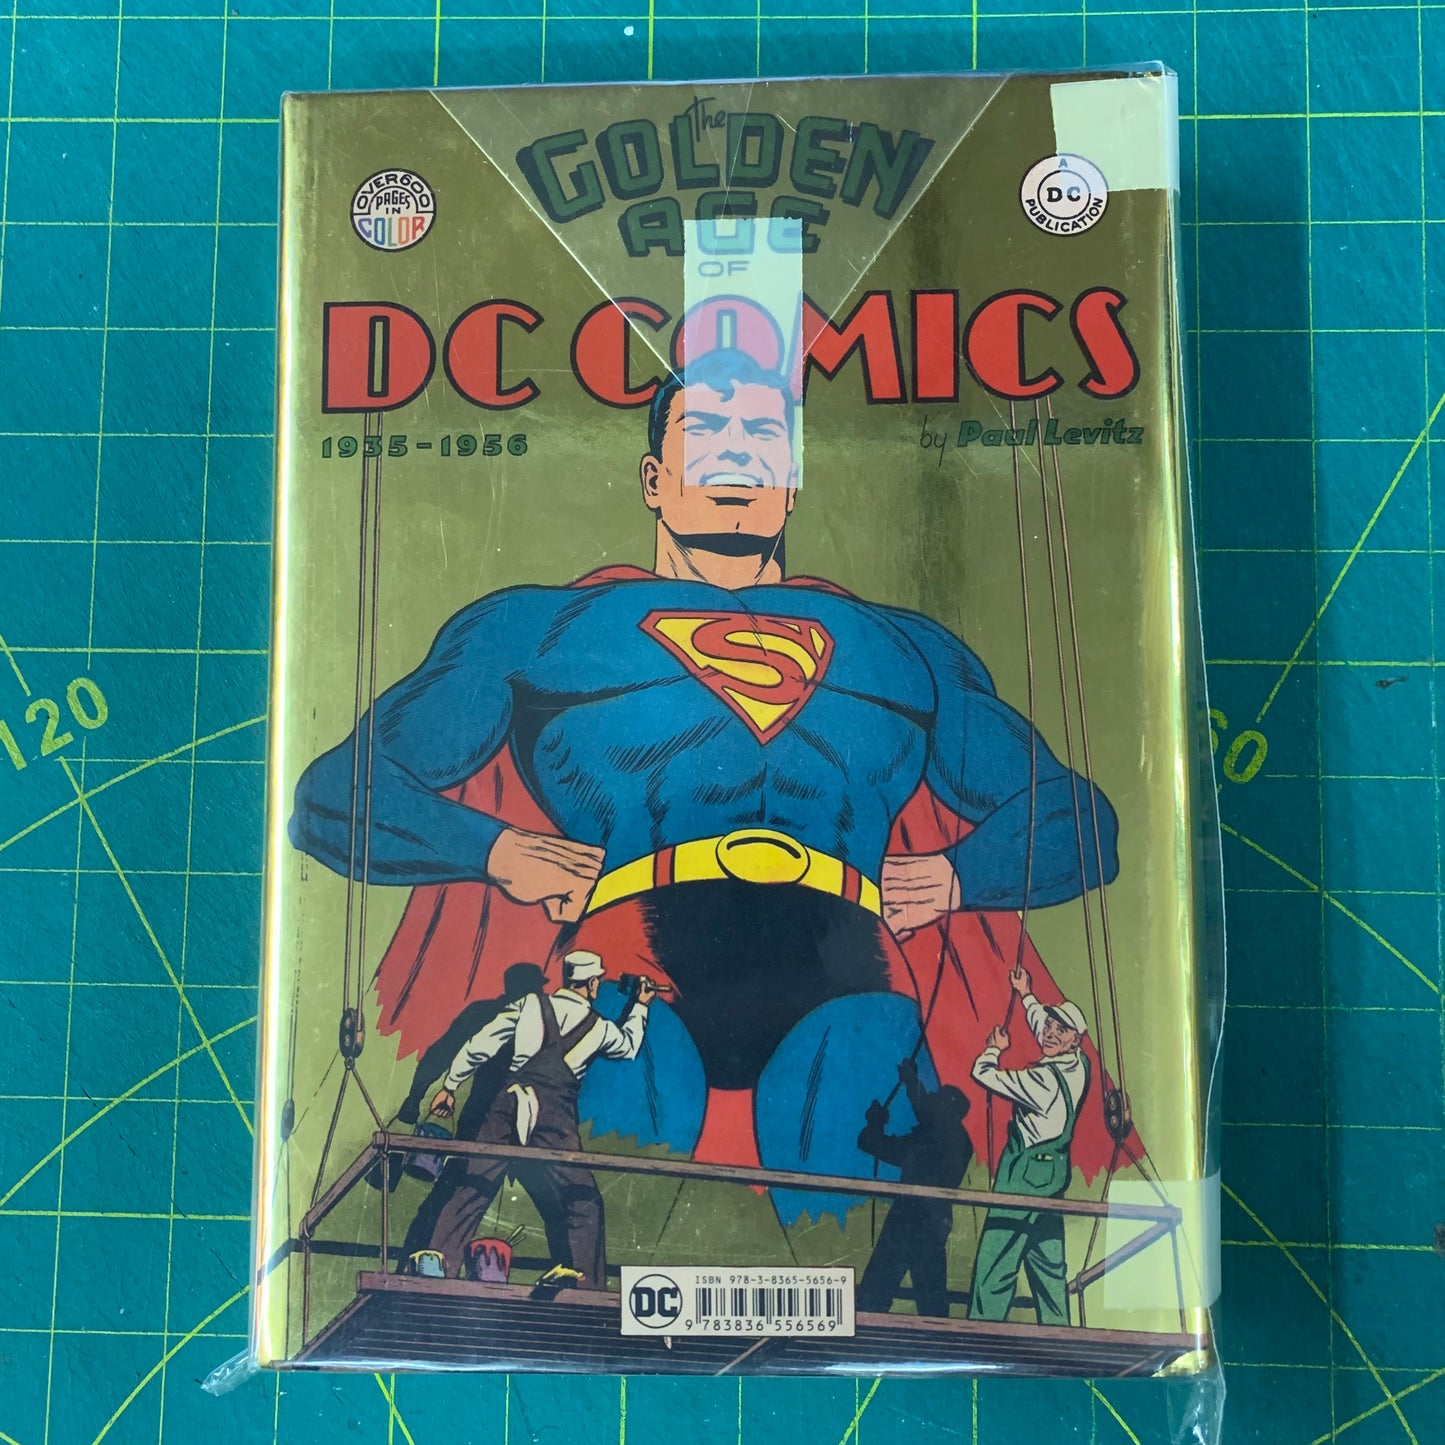 The
GOLDEN
AGE
OF
DC COMICS
1935-1956
by Paul Levitz
OVER 600
PAGES
IN
COLOR
A
DC
PUBLICATION
S
DC
ISBN 978-3-8365-5656-9
9 783836 556569
120
60